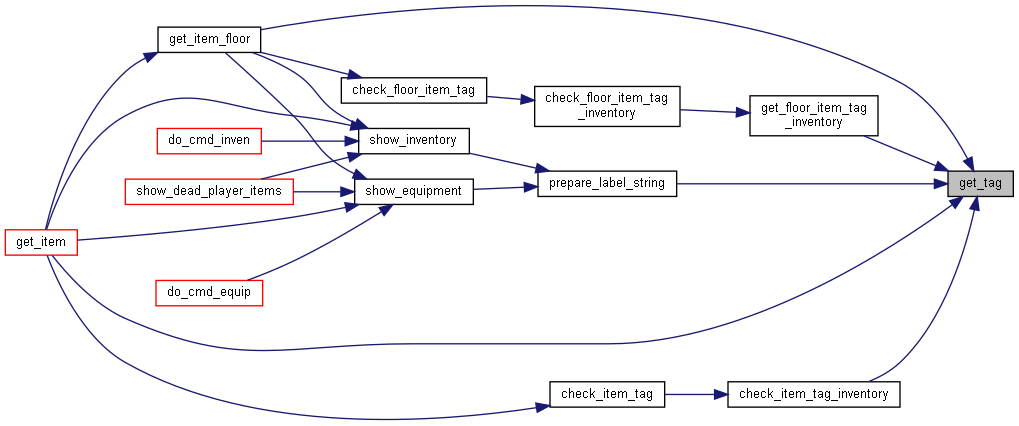 get_item_floor
check_floor_item_tag
check_floor_item_tag
_inventory
get_floor_item_tag
_inventory
do_cmd_inven
show_inventory
show_dead_player_items
show_equipment
prepare_label_string
get_tag
get_item
do_cmd_equip
check_item_tag
check_item_tag_inventory